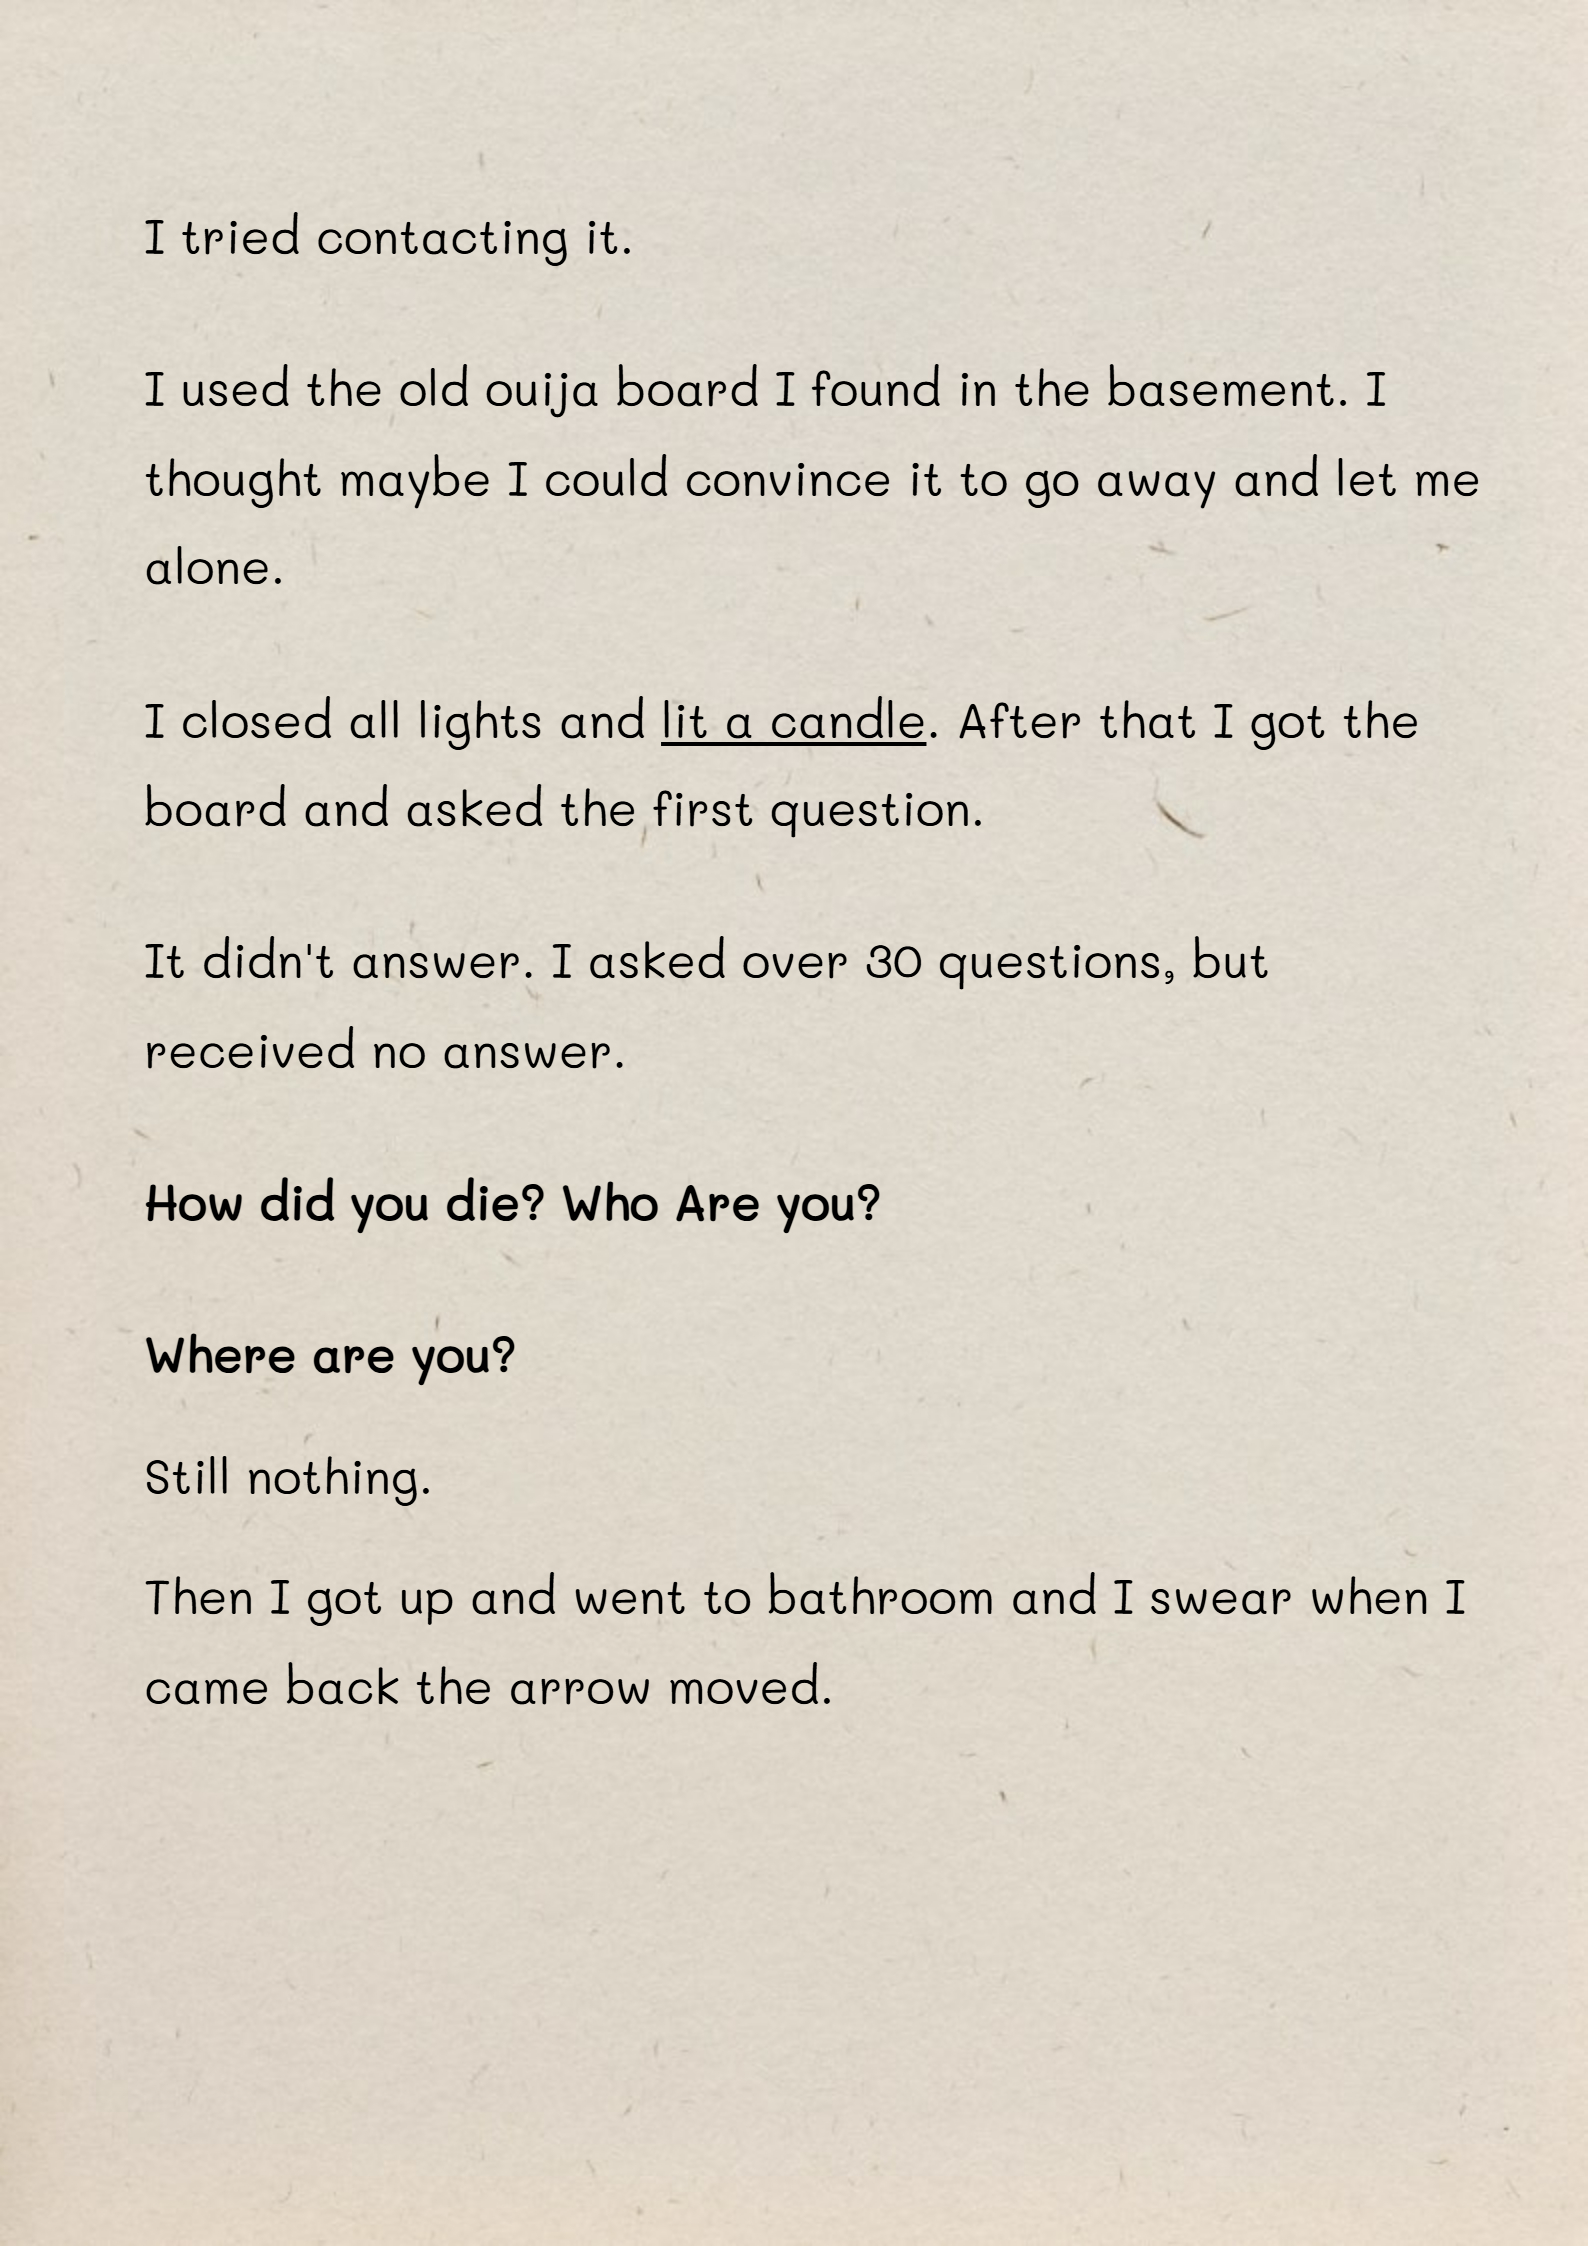 I tried contacting it.
I used the old ouija board I found in the basement. I
thought maybe I could convince it to go away and let me
alone.
I closed all lights and lit a candle. After that I got the
board and asked the first question.
It didn't answer. I asked over 30 questions, but
received no answer.
How did you die? Who Are you?
Where are you?
Still nothing.
Then I got up and went to bathroom and I swear when I
came back the arrow moved.